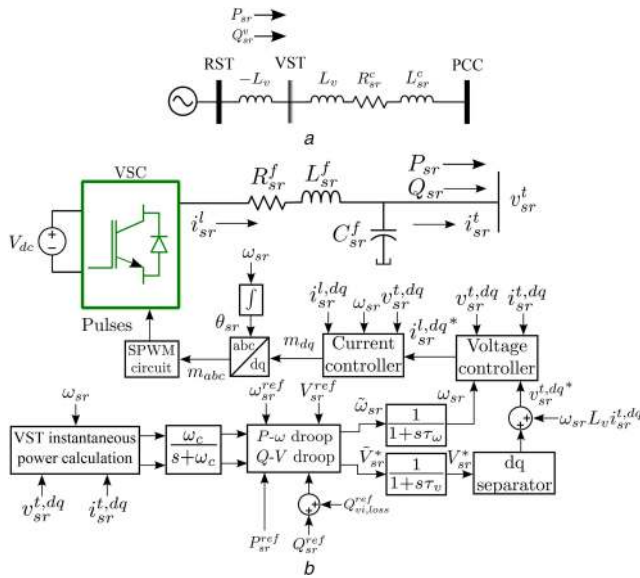 P_sr
Q^v_sr
RST -L_v VST L_v R^c_sr L^c_sr PCC
a
VSC
R^f_sr L^f_sr
P_sr
Q_sr
V_dc
i^l_sr
C^f_sr
i^t_sr
v^t_sr
ω_sr
∫
θ_sr
i^{l,dq}_sr ω_sr v^{t,dq}_sr
v^{t,dq}_sr i^{t,dq}_sr
Pulses
SPWM circuit
m_abc
abc
dq
m_dq
Current controller
i^{l,dq*}_sr
Voltage controller
ω_sr
VST instantaneous power calculation
v^{t,dq}_sr i^{t,dq}_sr
ω_c
s+ω_c
ω^ref_sr V^ref_sr
P-ω droop
Q-V droop
ω̃_sr
1
1+sτ_ω
ω_sr
Ṽ^*_sr
1
1+sτ_v
V^*_sr
dq separator
v^{t,dq*}_sr
ω_sr L_v i^{t,dq}_sr
Q^ref_{vi,loss}
P^ref_sr
Q^ref_sr
b